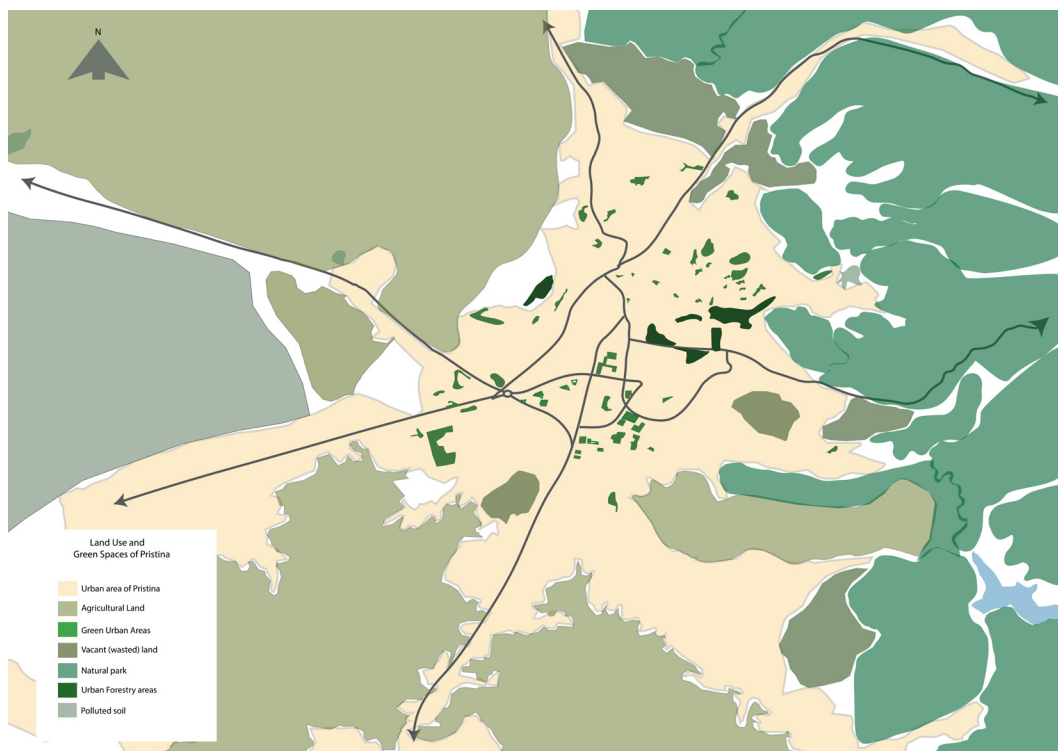 N
Land Use and
Green Spaces of Pristina
Urban area of Pristina
Agricultural Land
Green Urban Areas
Vacant (wasted) land
Natural park
Urban Forestry areas
Polluted soil